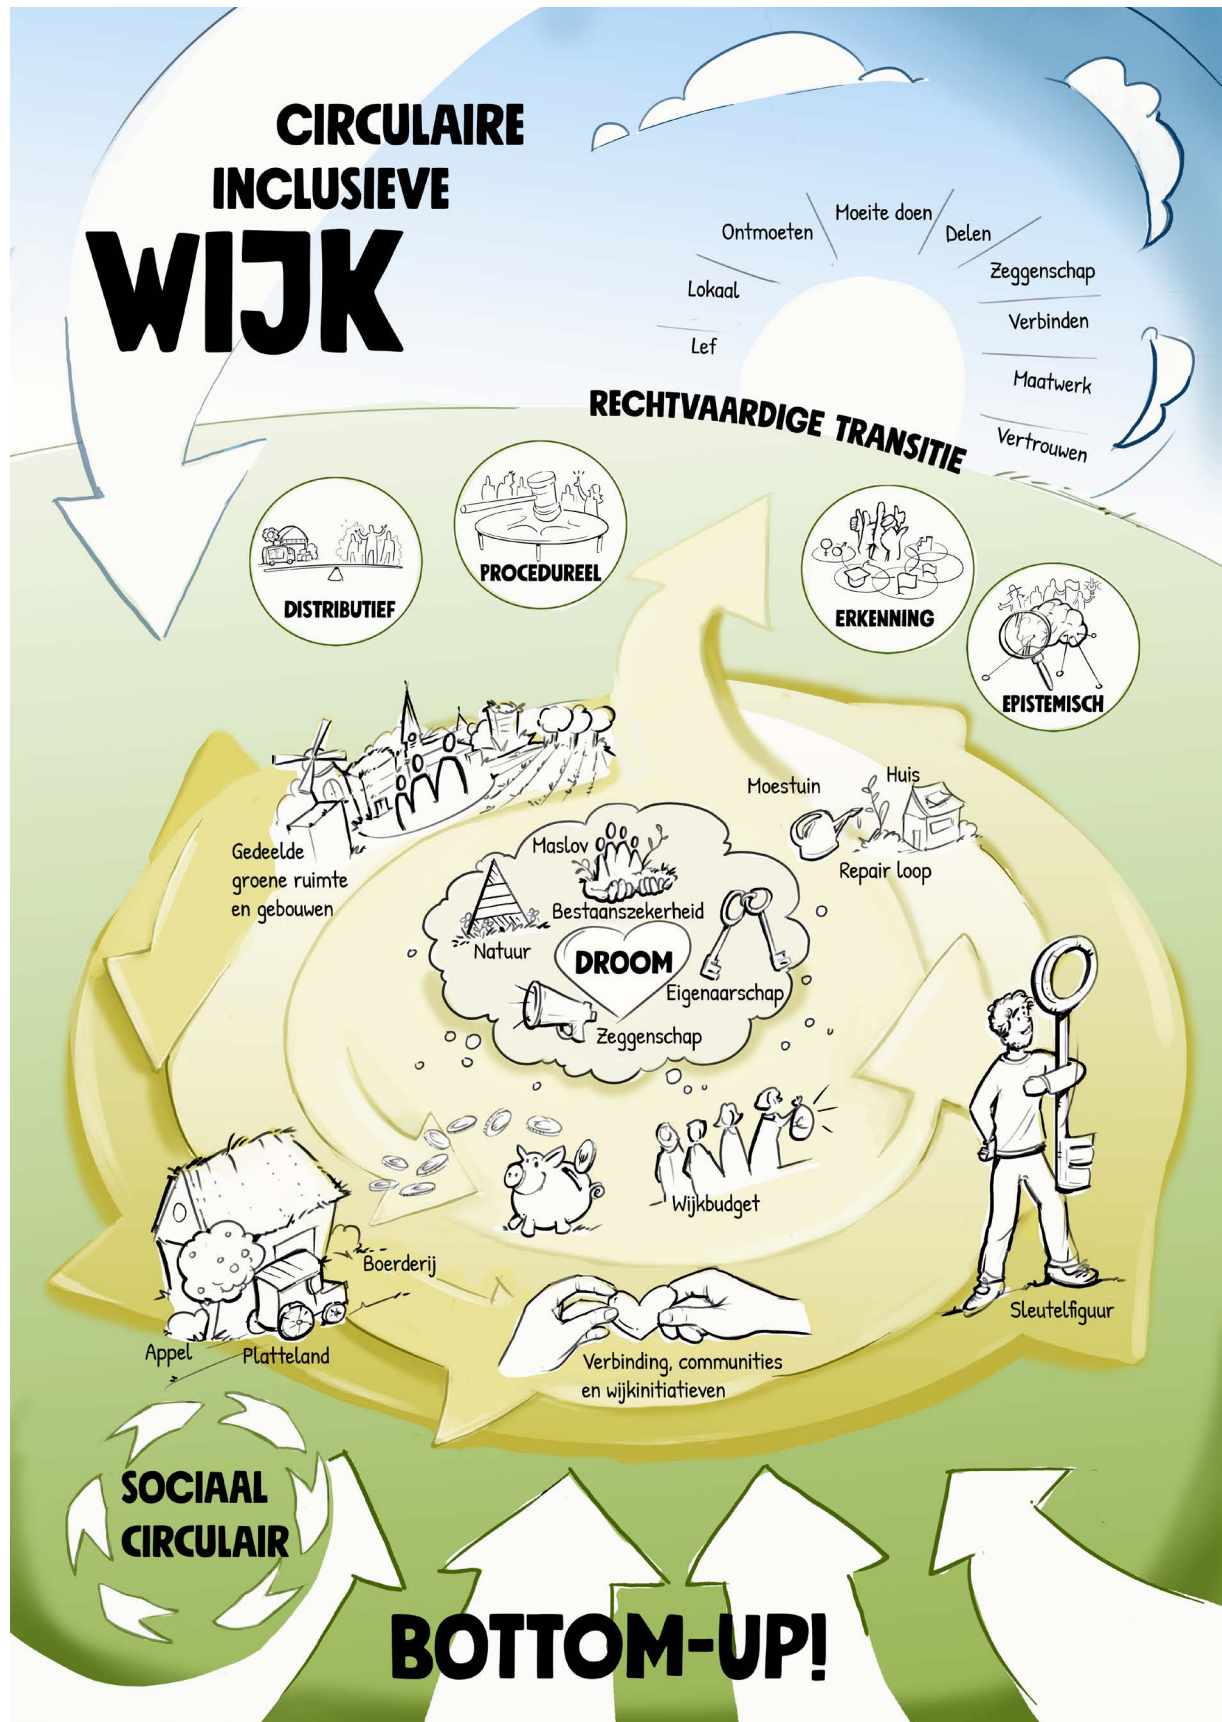 CIRCULAIRE
INCLUSIEVE
WIJK
Lef
Lokaal
Ontmoeten
Moeite doen
Delen
Zeggenschap
Verbinden
Maatwerk
Vertrouwen
RECHTVAARDIGE TRANSITIE
DISTRIBUTIEF
PROCEDUREEL
ERKENNING
EPISTEMISCH
Gedeelde
groene ruimte
en gebouwen
Moestuin
Huis
Repair loop
Maslov
Bestaanszekerheid
Natuur
DROOM
Eigenaarschap
Zeggenschap
Wijkbudget
Boerderij
Appel
Platteland
Sleutelfiguur
Verbinding, communities
en wijkinitiatieven
SOCIAAL
CIRCULAIR
BOTTOM-UP!